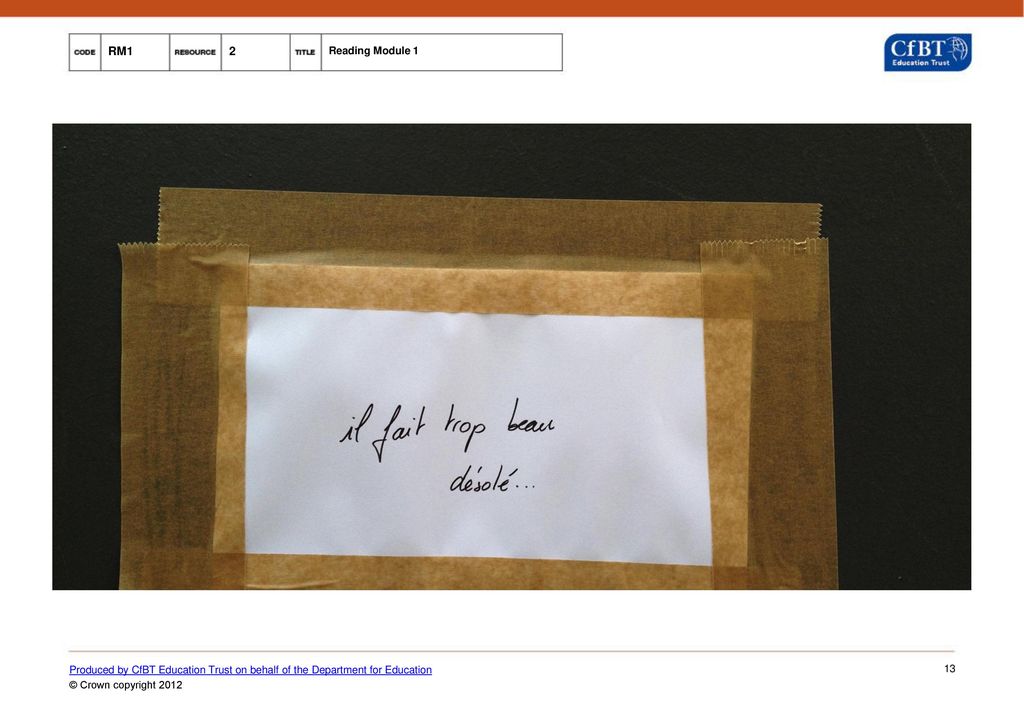 CODE RM1 RESOURCE 2 TITLE Reading Module 1
CfBT
Education Trust
il fait trop beau
désolé...
Produced by CfBT Education Trust on behalf of the Department for Education
13
© Crown copyright 2012